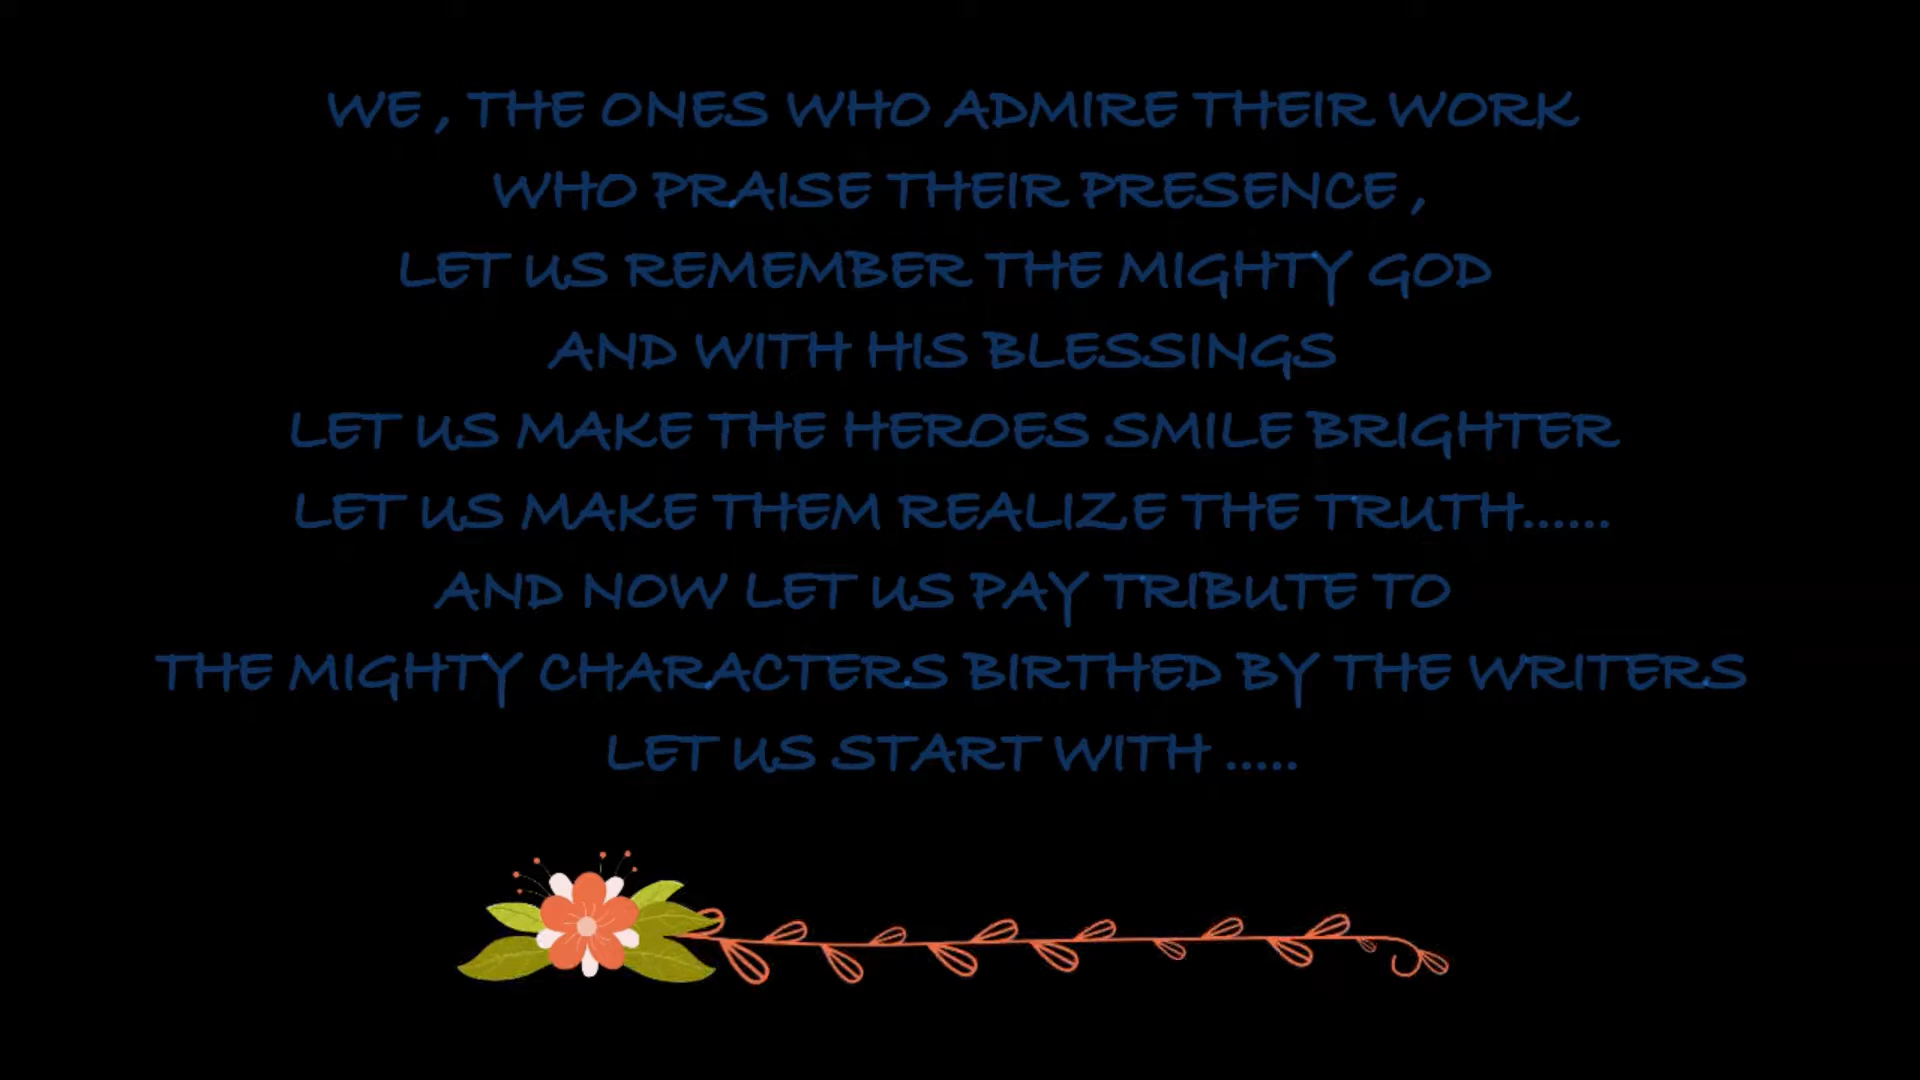 WE , THE ONES WHO ADMIRE THEIR WORK
WHO PRAISE THEIR PRESENCE ,
LET US REMEMBER THE MIGHTY GOD
AND WITH HIS BLESSINGS
LET US MAKE THE HEROES SMILE BRIGHTER
LET US MAKE THEM REALIZE THE TRUTH......
AND NOW LET US PAY TRIBUTE TO
THE MIGHTY CHARACTERS BIRTHED BY THE WRITERS
LET US START WITH .....